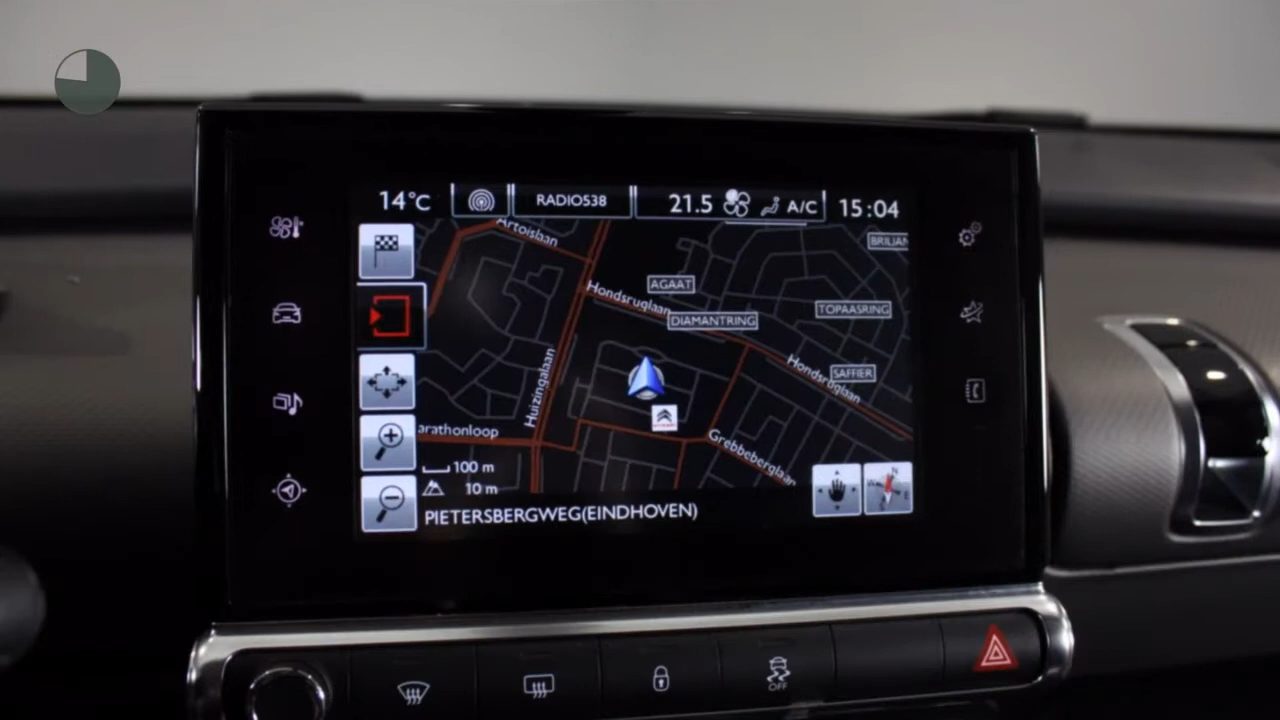 14°C
RADIO538
21.5
A/C
15:04
Artoislaan
BRILJAN
AGAAT
Hondsruglaan
DIAMANTRING
TOPAASRING
Huizingalaan
Hondsruglaan
SAFFIER
arathonloop
Grebbeberglaan
100 m
10 m
N
PIETERSBERGWEG(EINDHOVEN)
OFF